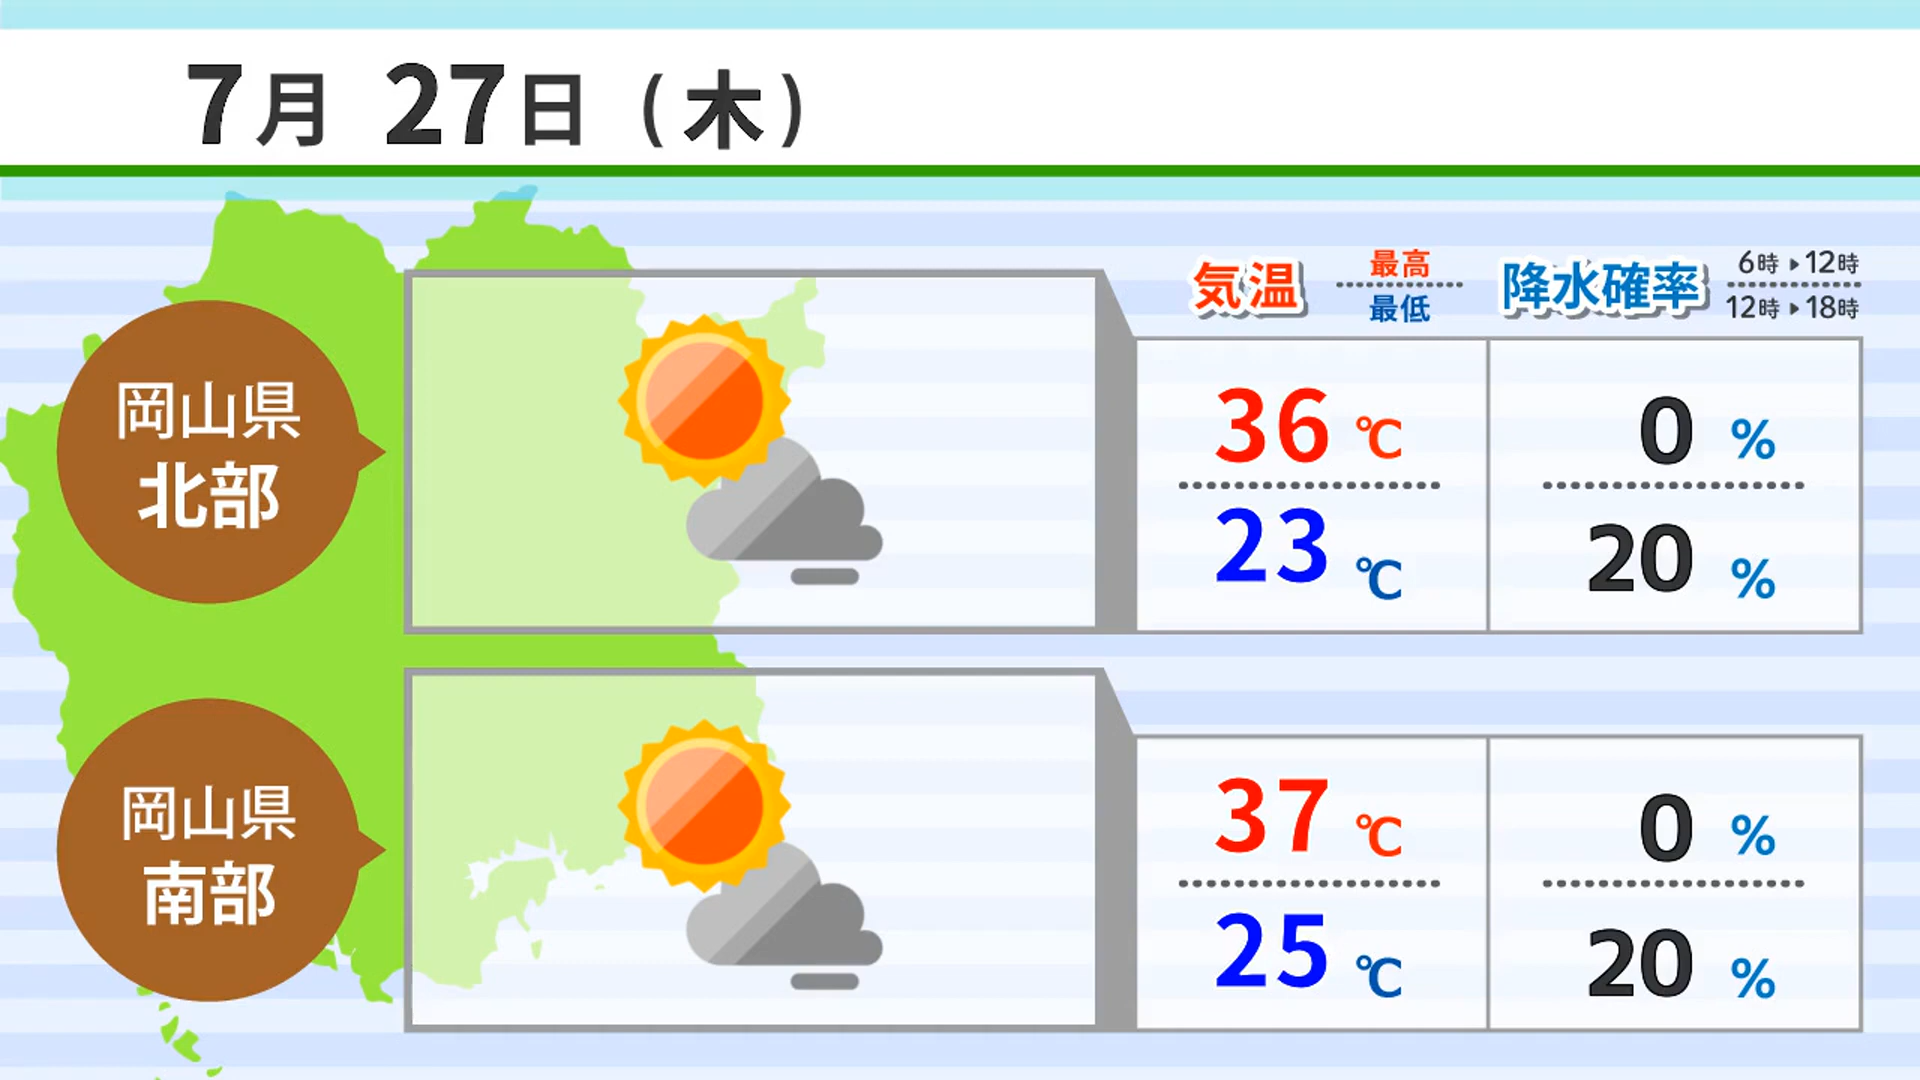 7月 27日（木）
気温 最高 最低 降水確率 6時▶12時 12時▶18時
岡山県
北部
36℃ 0%
23℃ 20%
岡山県
南部
37℃ 0%
25℃ 20%